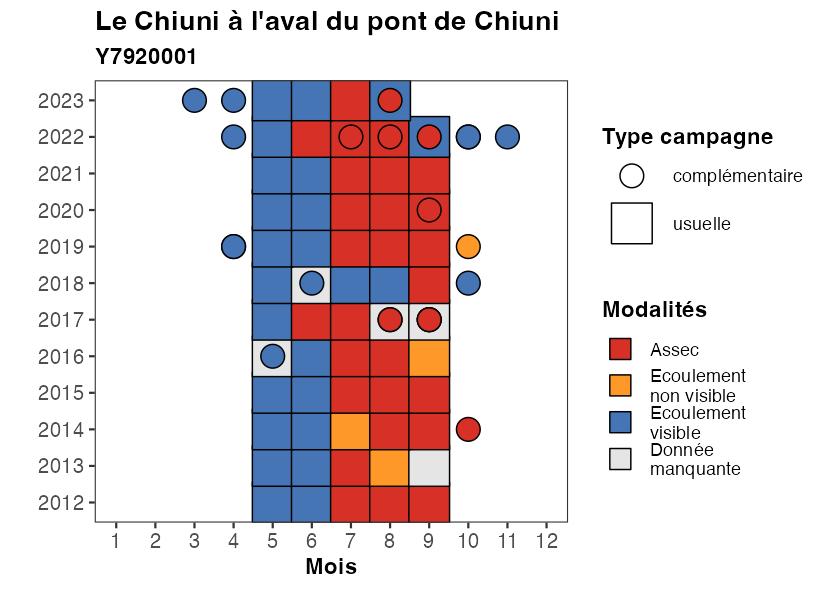 Le Chiuni à l'aval du pont de Chiuni
Y7920001
2023
2022
2021
2020
2019
2018
2017
2016
2015
2014
2013
2012
1 2 3 4 5 6 7 8 9 10 11 12
Mois
Type campagne
complémentaire
usuelle
Modalités
Assec
Ecoulement
non visible
Ecoulement
visible
Donnée
manquante